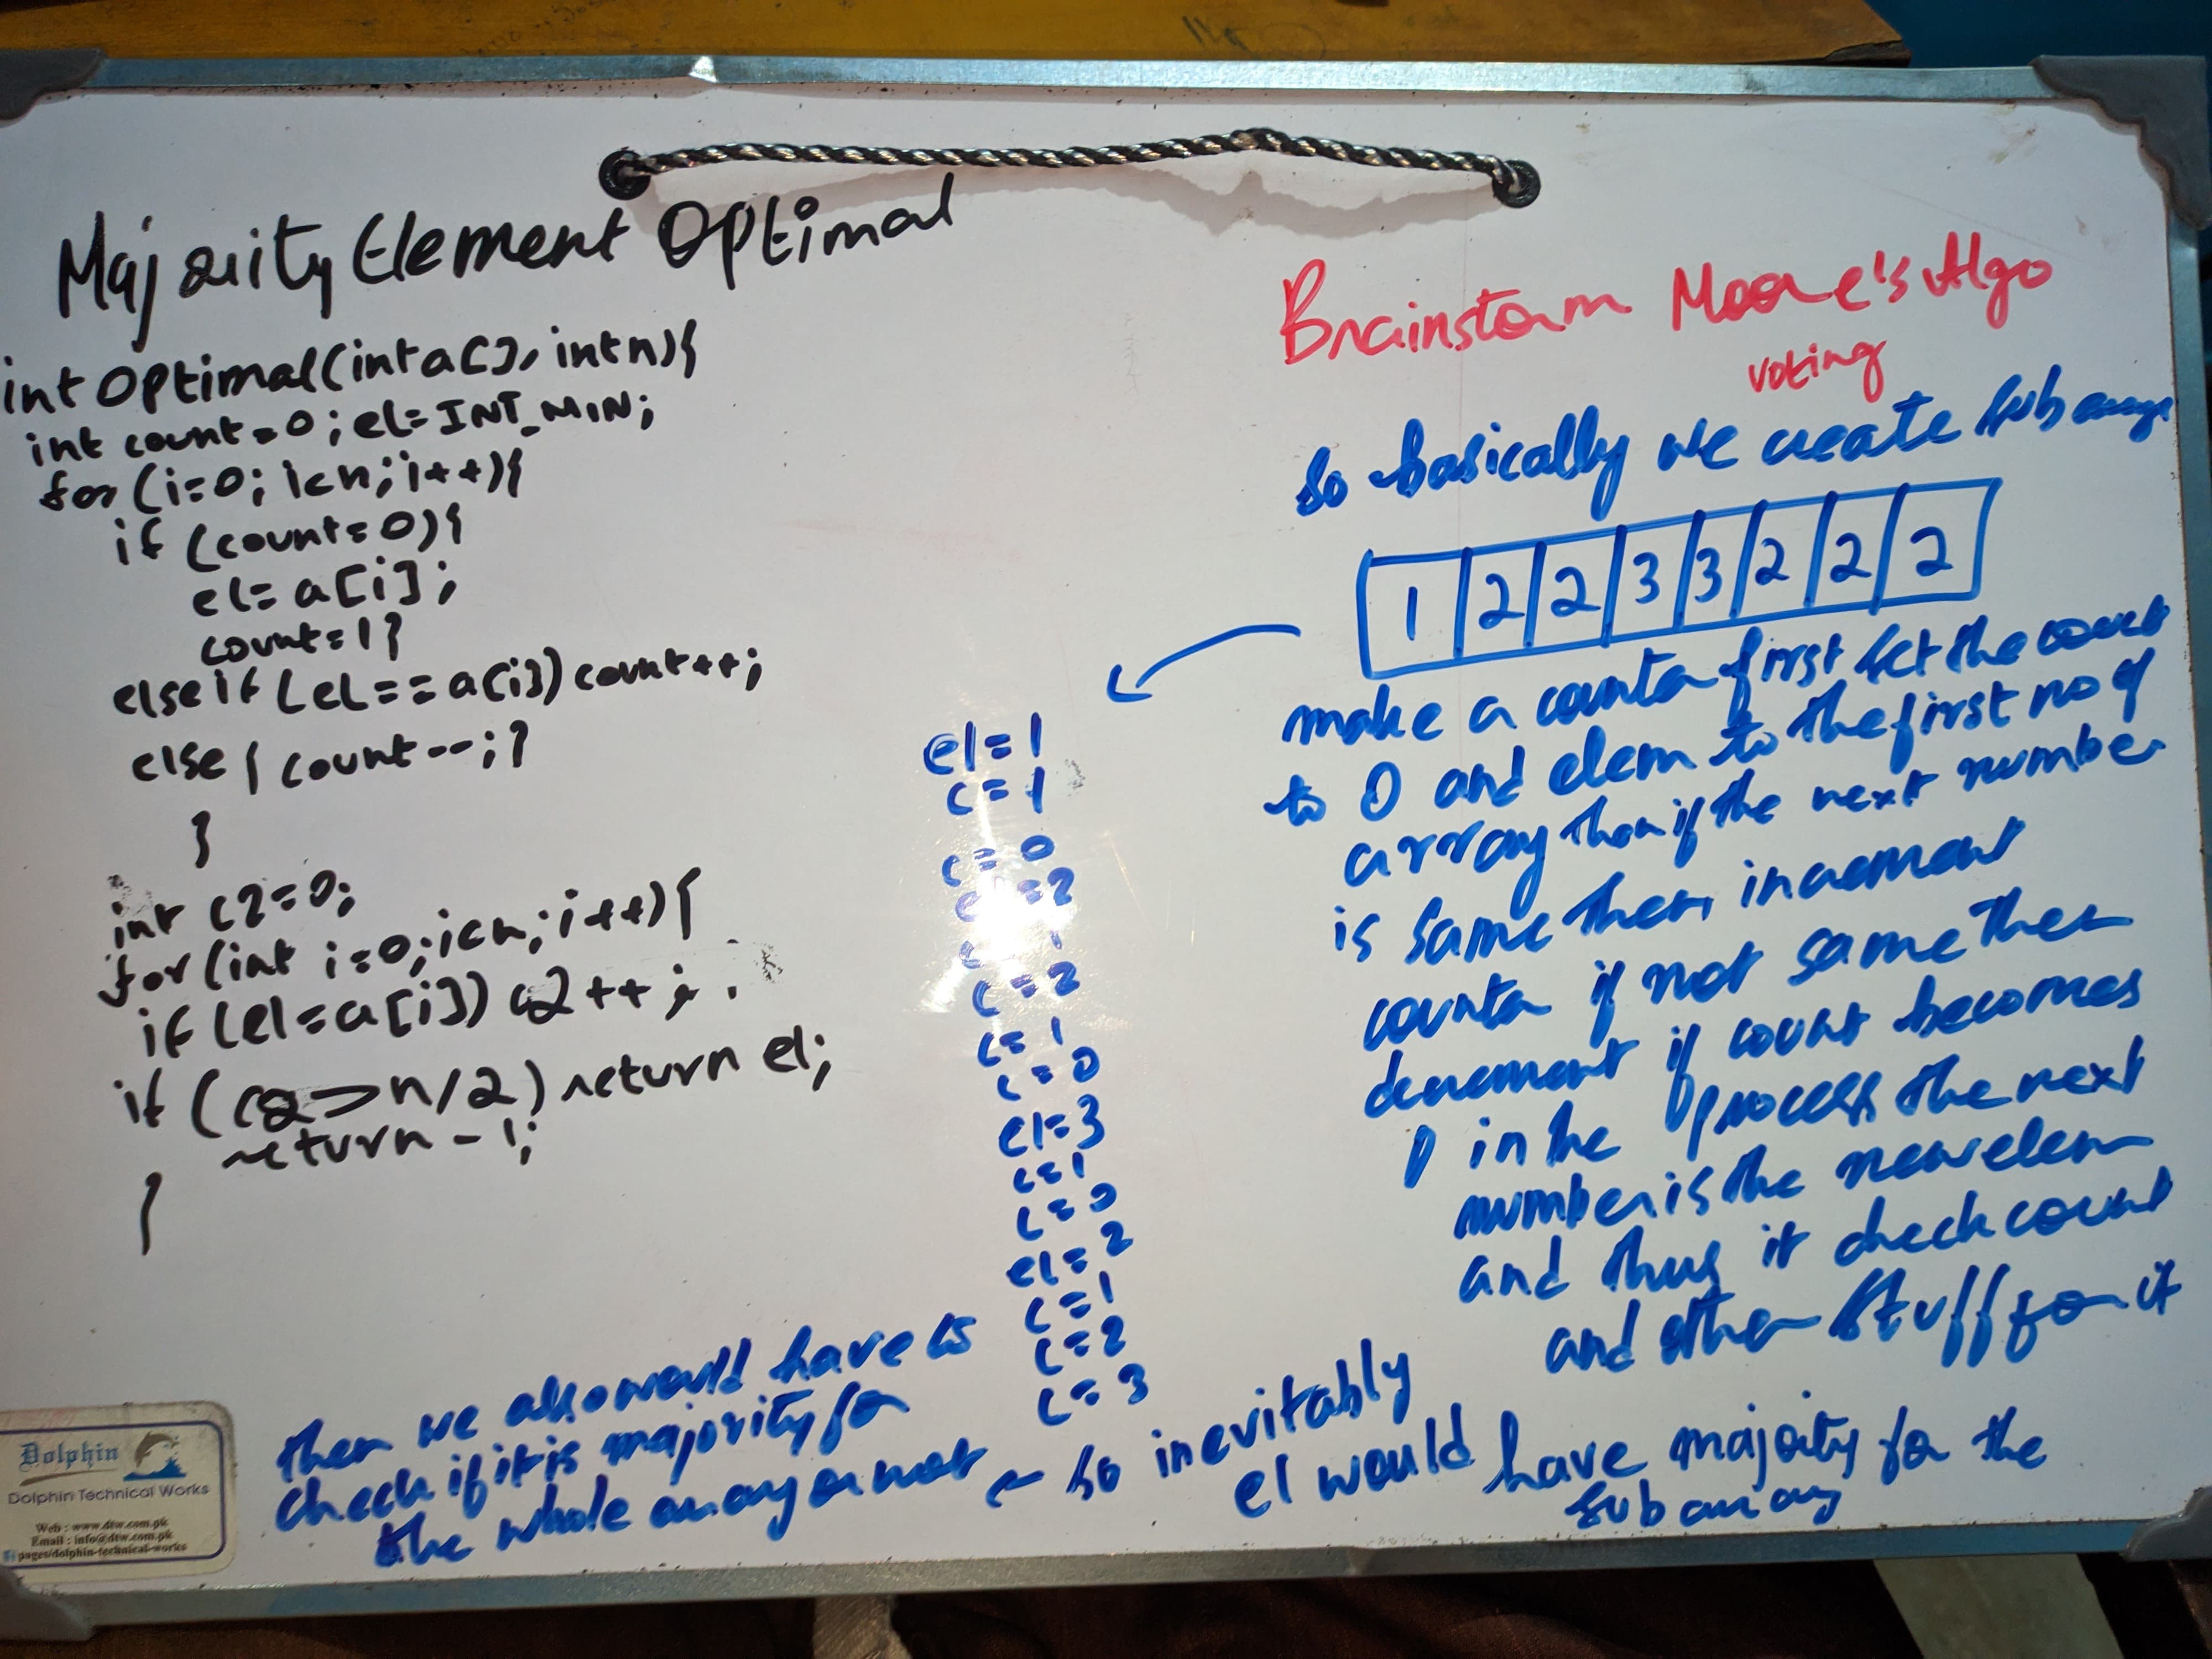 Majority Element Optimal
int Optimal(int a[], int n){
int count=0; el=INT_MIN;
for (i=0; i<n; i++){
if (count=0){
el=a[i];
count=1}
else if (el==a[i]) count++;
else { count--;}
}
int c2=0;
for(int i=0; i<n; i++){
if (el=a[i]) c2++;
if (c2>n/2) return el;
return -1;
}
Brainstorm Moore's Algo
voting
So basically we create sub array
1 2 2 3 3 2 2 2
make a counter first set the count
to 0 and elem to the first no of
array then if the next number
is same then increment
counter if not same then
decrement if count becomes
0 in the process the next
number is the new elem
and thus it check count
and other stuff for it
el=1
c=1
c=0
el=2
c=1
c=2
c=1
c=0
el=3
c=1
c=0
el=2
c=1
c=2
c=3
so inevitably
el would have majority for the
sub array
then we also would have to
check if it is majority for
the whole array or not
Dolphin
Dolphin Technical Works
Web : www.dtw.com.pk
Email : info@dtw.com.pk
pages/dolphin-technical-works